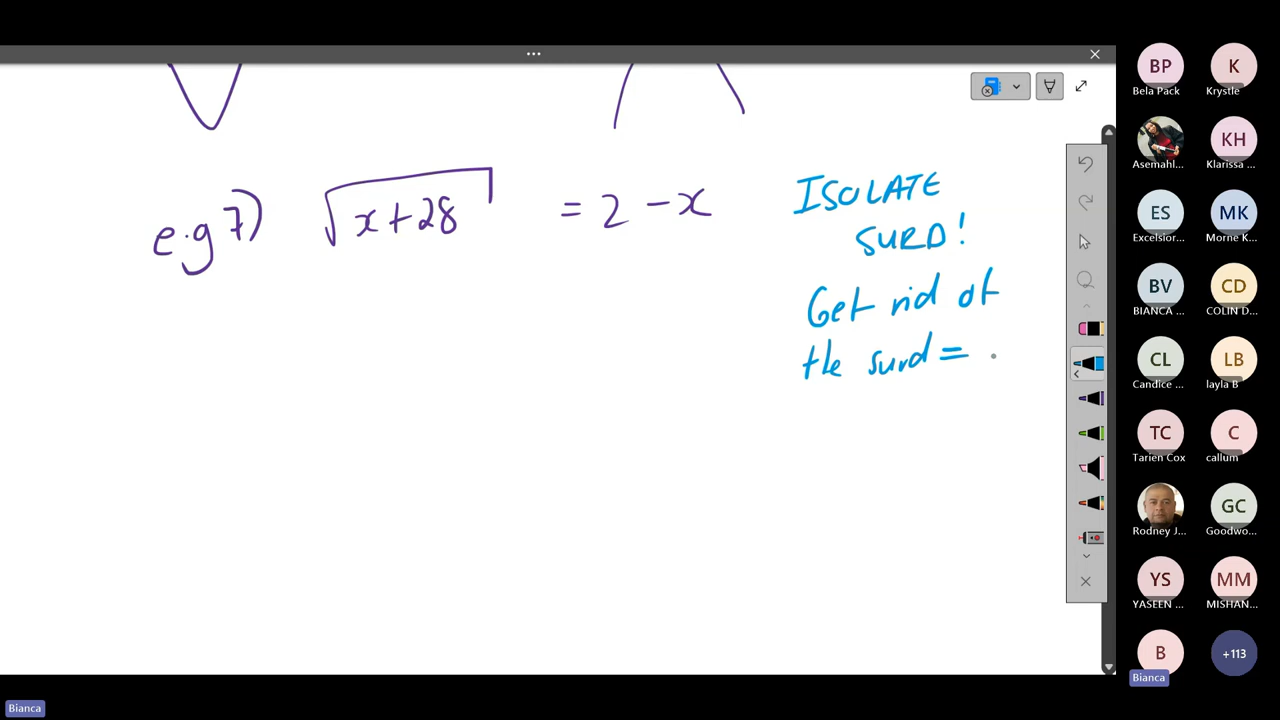 BP
K
Bela Pack
Krystle
e.g 7) √x+28 = 2 - x
ISOLATE
SURD!
Get rid of
the surd =
KH
Asemahl...
Klarissa ...
ES
MK
Excelsior...
Morne K...
BV
CD
BIANCA ...
COLIN D...
CL
LB
Candice ...
layla B
TC
C
Tarien Cox
callum
GC
Rodney J...
Goodwo...
YS
MM
YASEEN ...
MISHAN...
B
+113
Bianca
Bianca